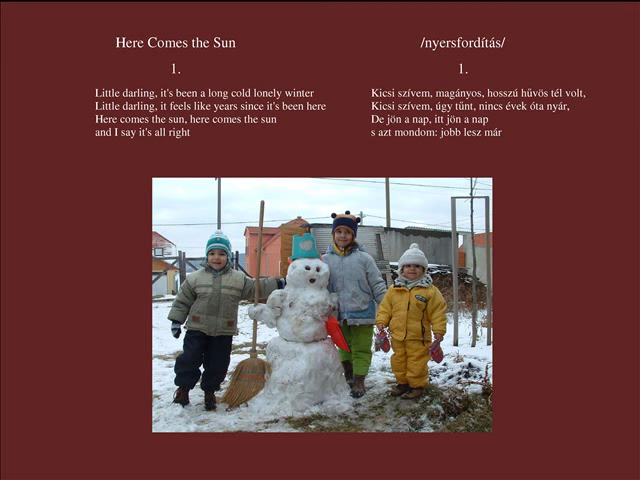 Here Comes the Sun
1.
Little darling, it's been a long cold lonely winter
Little darling, it feels like years since it's been here
Here comes the sun, here comes the sun
and I say it's all right
/nyersfordítás/
1.
Kicsi szívem, magányos, hosszú hűvös tél volt,
Kicsi szívem, úgy tűnt, nincs évek óta nyár,
De jön a nap, itt jön a nap
s azt mondom: jobb lesz már